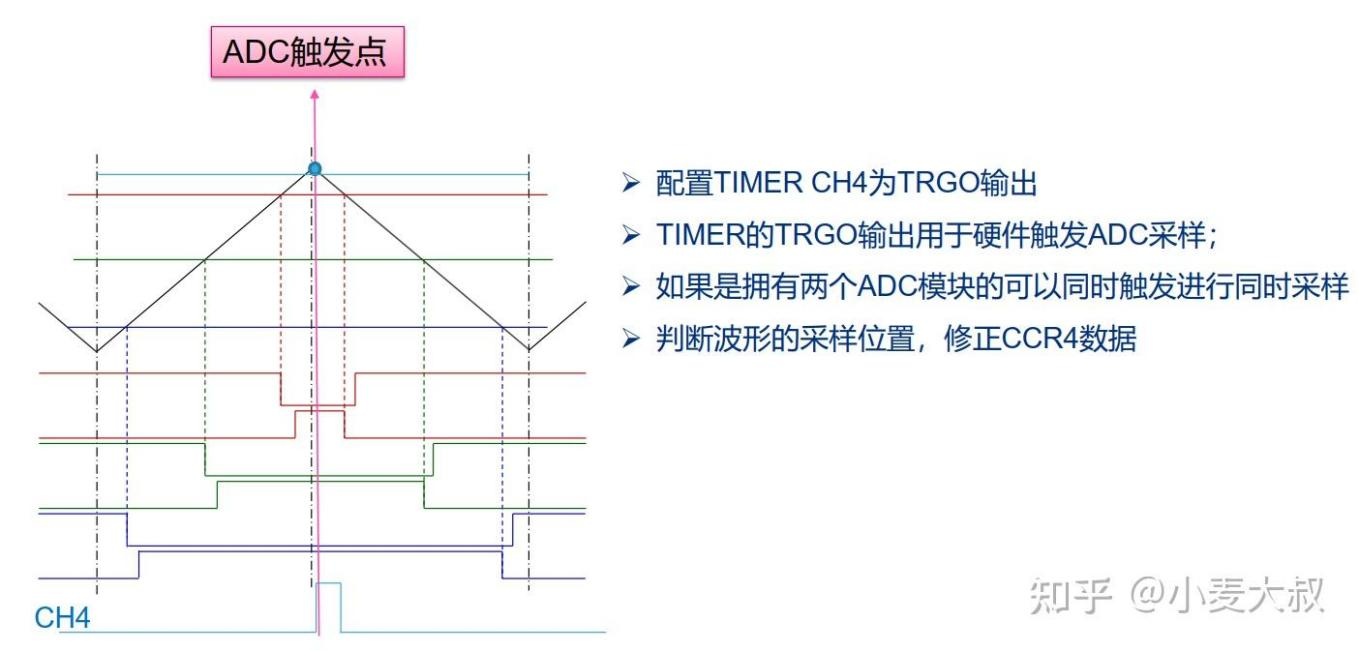 ADC触发点
配置TIMER CH4为TRGO输出
TIMER的TRGO输出用于硬件触发ADC采样；
如果是拥有两个ADC模块的可以同时触发进行同时采样
判断波形的采样位置，修正CCR4数据
CH4
知乎 @小麦大叔